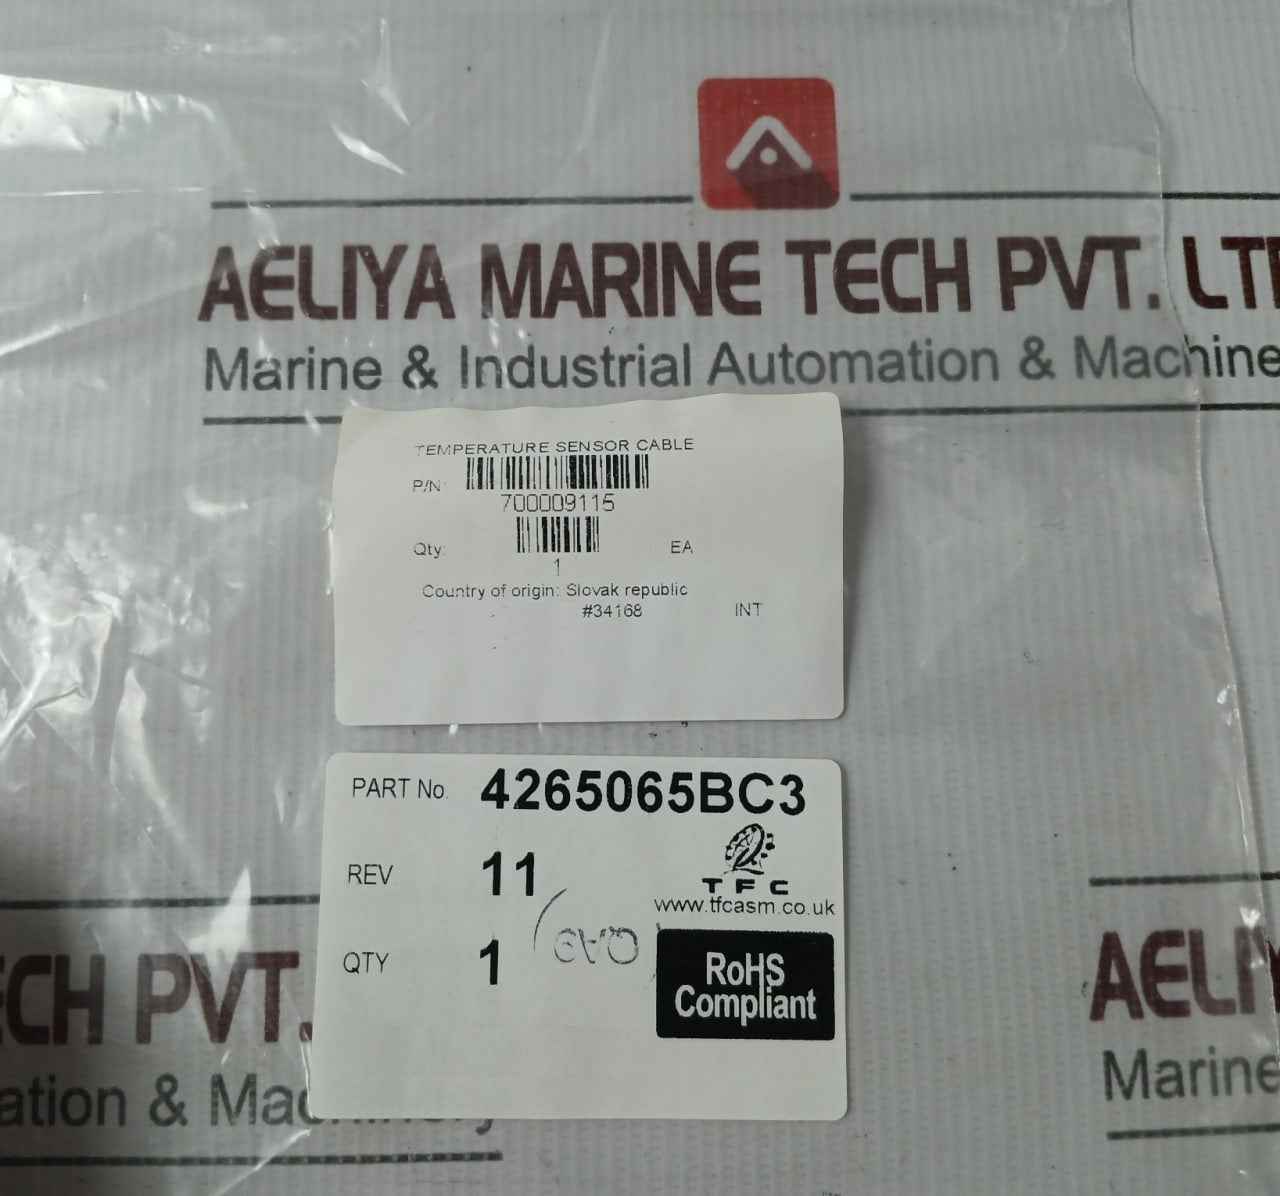 AELIYA MARINE TECH PVT. LT
Marine & Industrial Automation & Machine
TEMPERATURE SENSOR CABLE
P/N:
700009115
Qty:
EA
1
Country of origin: Slovak republic
#34168
INT
PART No.
4265065BC3
REV
11
TFC
www.tfcasm.co.uk
QTY
1
RoHS
Compliant
ECH PVT.
ation & Machinery
AELIY
Marine